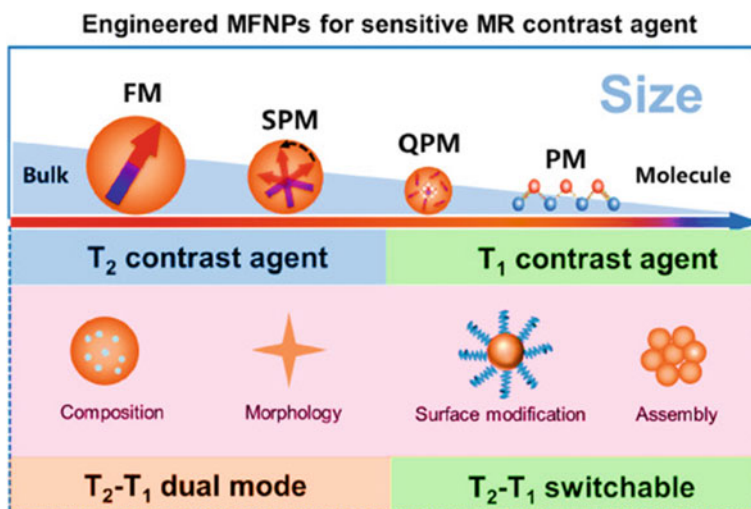 Engineered MFNPs for sensitive MR contrast agent
Size
FM
SPM
QPM
PM
Bulk
Molecule
T₂ contrast agent
T₁ contrast agent
Composition
Morphology
Surface modification
Assembly
T₂-T₁ dual mode
T₂-T₁ switchable